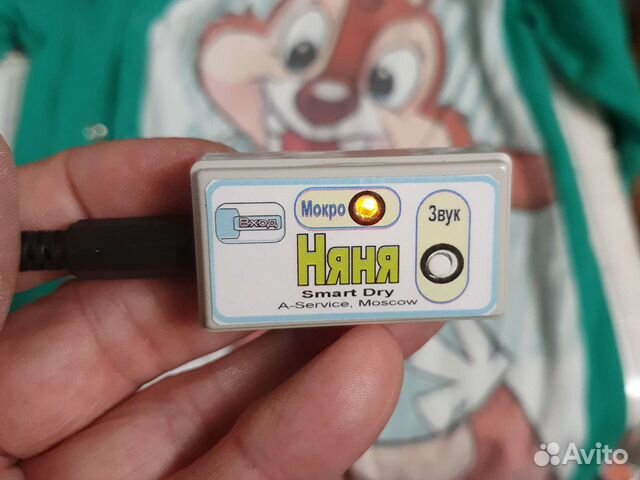 Вход
Мокро
Звук
Няня
Smart Dry
A-Service, Moscow
Avito